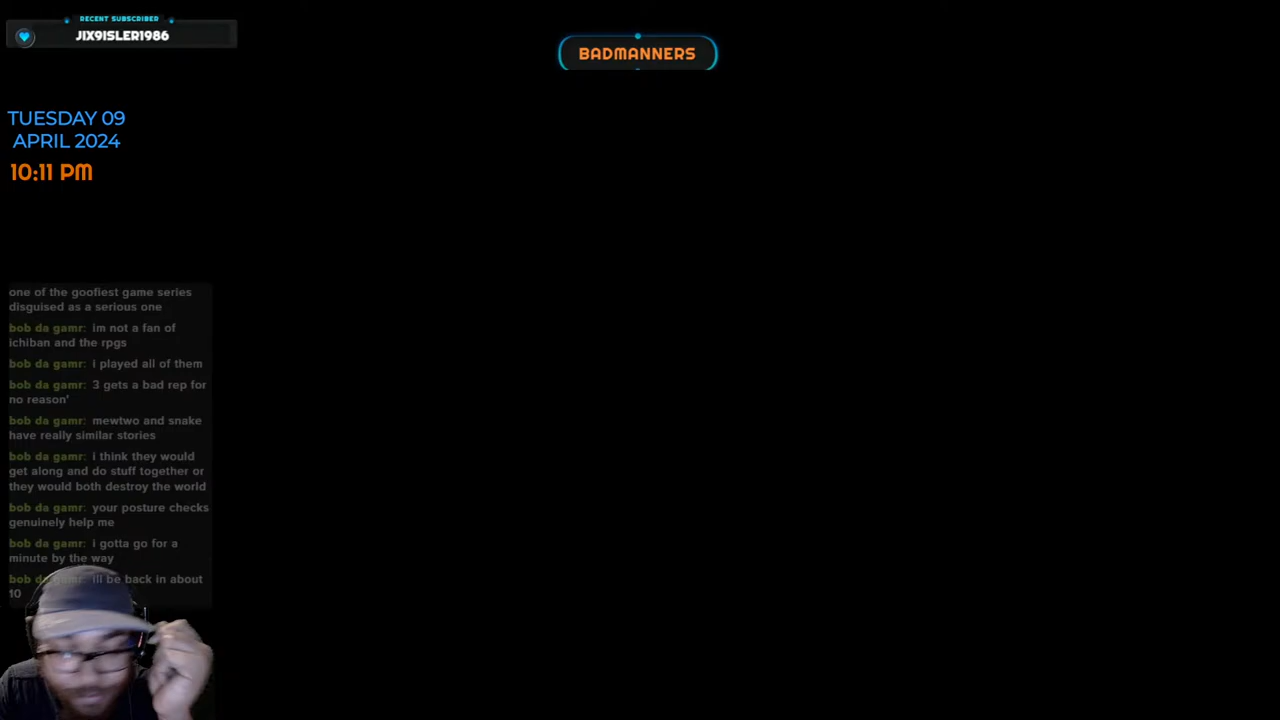 RECENT SUBSCRIBER
JIX9ISLER1986
BADMANNERS
TUESDAY 09
APRIL 2024
10:11 PM
one of the goofiest game series
disguised as a serious one
bob da gamr: im not a fan of
ichiban and the rpgs
bob da gamr: i played all of them
bob da gamr: 3 gets a bad rep for
no reason'
bob da gamr: mewtwo and snake
have really similar stories
bob da gamr: i think they would
get along and do stuff together or
they would both destroy the world
bob da gamr: your posture checks
genuinely help me
bob da gamr: i gotta go for a
minute by the way
bob da gamr: ill be back in about
10